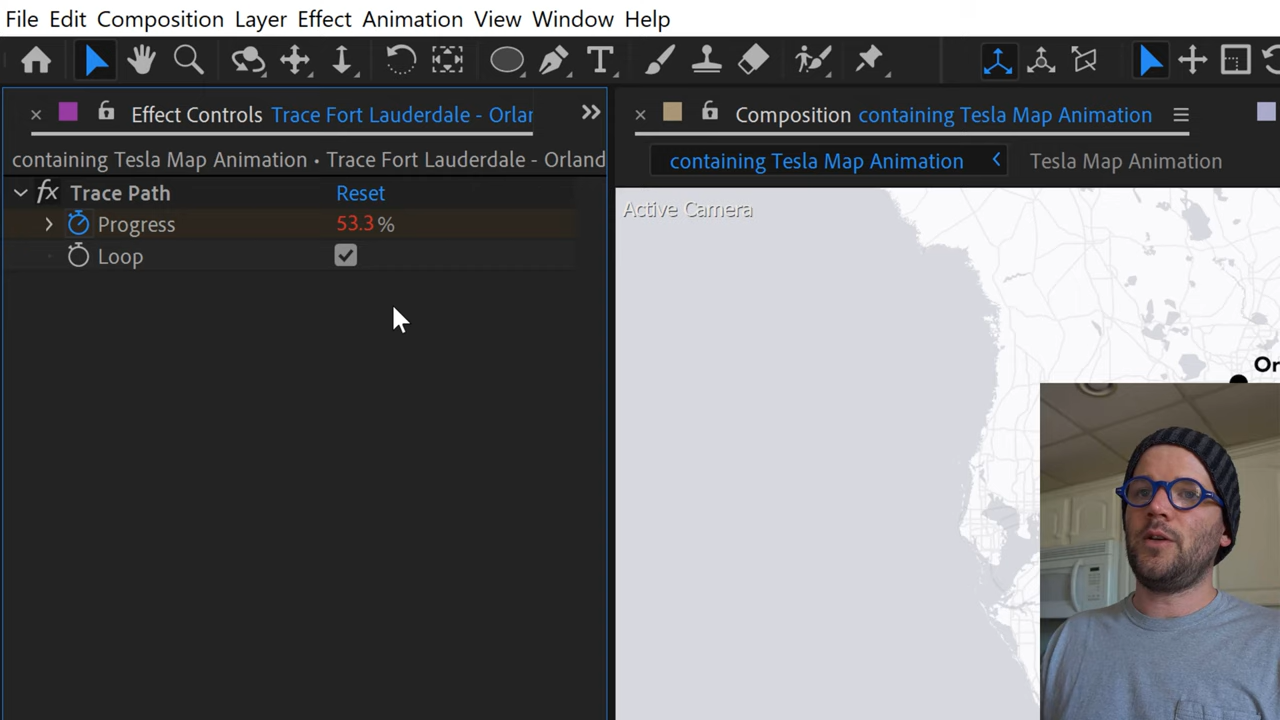 File Edit Composition Layer Effect Animation View Window Help
Effect Controls Trace Fort Lauderdale - Orlar
Composition containing Tesla Map Animation
containing Tesla Map Animation • Trace Fort Lauderdale - Orland
containing Tesla Map Animation
Tesla Map Animation
fx Trace Path Reset
Progress 53.3 %
Loop
Active Camera
Or